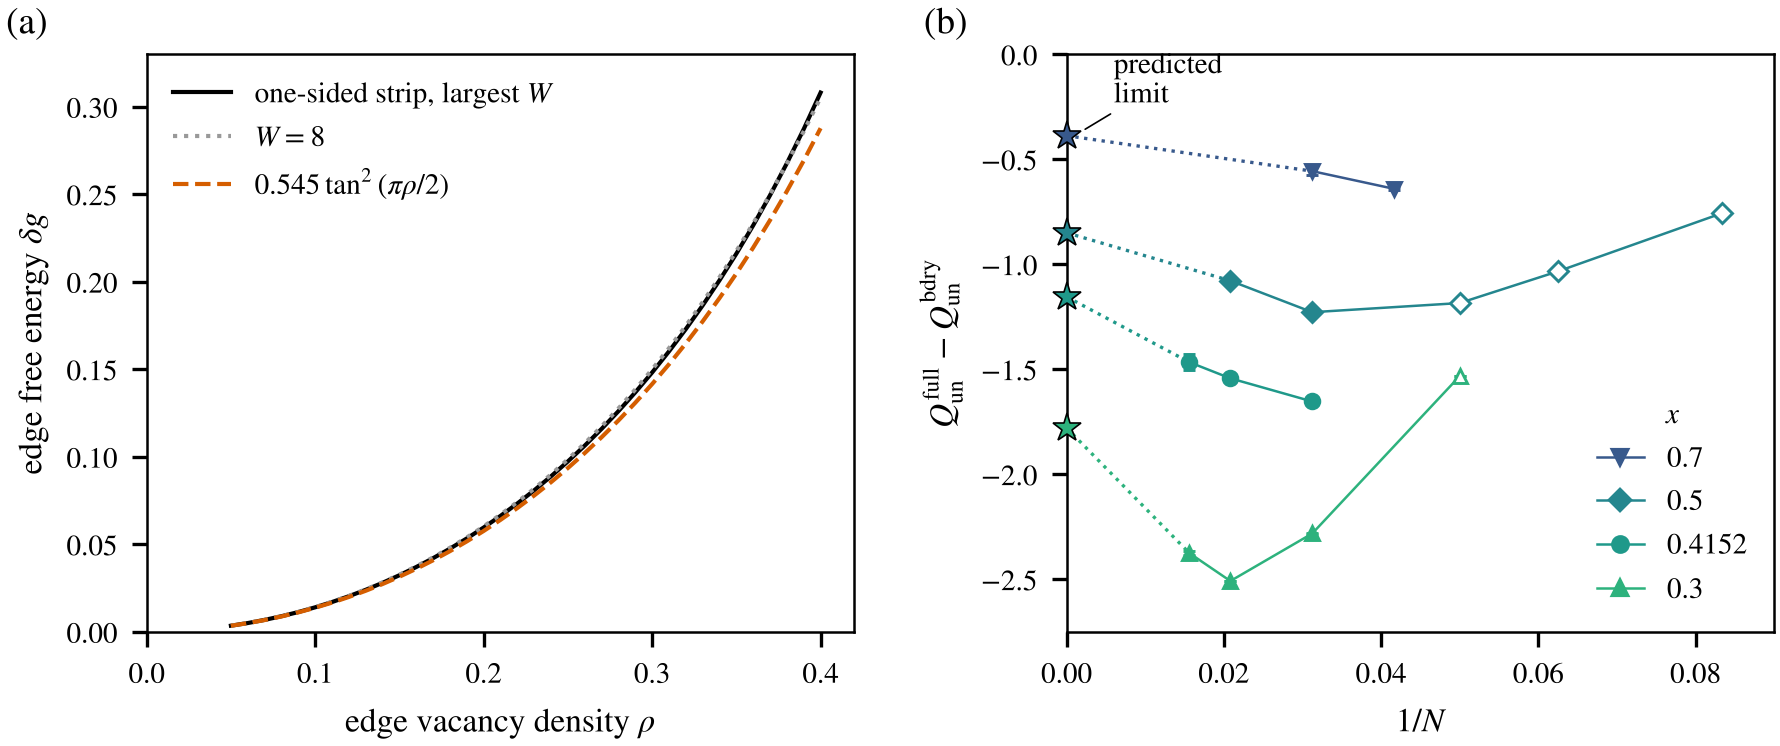 (a)
0.30
0.25
0.20
0.15
0.10
0.05
0.00
edge free energy δg
one-sided strip, largest W
W = 8
0.545 tan² (πρ/2)
0.0
0.1
0.2
0.3
0.4
edge vacancy density ρ
(b)
0.0
−0.5
−1.0
−1.5
−2.0
−2.5
Q_un^full − Q_un^bdry
predicted
limit
x
0.7
0.5
0.4152
0.3
0.00
0.02
0.04
0.06
0.08
1/N